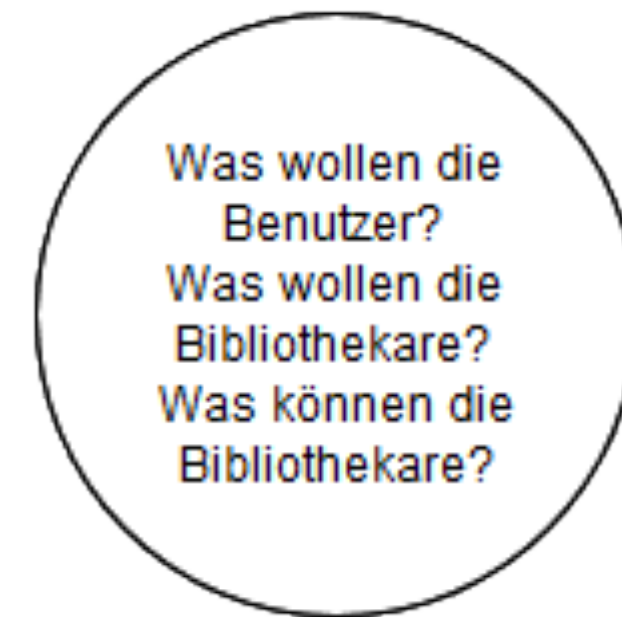 Was wollen die
Benutzer?
Was wollen die
Bibliothekare?
Was können die
Bibliothekare?